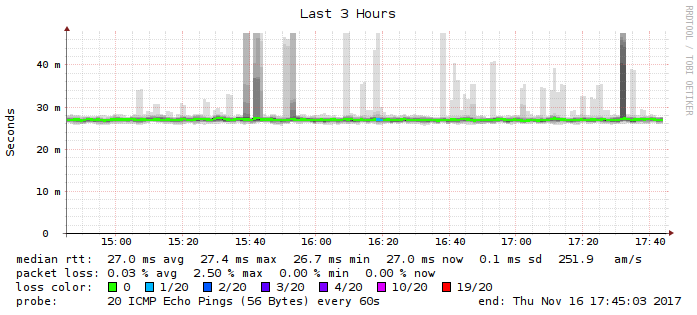 Last 3 Hours
RRDTOOL / TOBI OETIKER
Seconds
40 m
30 m
20 m
10 m
0
15:00 15:20 15:40 16:00 16:20 16:40 17:00 17:20 17:40
median rtt: 27.0 ms avg 27.4 ms max 26.7 ms min 27.0 ms now 0.1 ms sd 251.9 am/s
packet loss: 0.03 % avg 2.50 % max 0.00 % min 0.00 % now
loss color: 0 1/20 2/20 3/20 4/20 10/20 19/20
probe: 20 ICMP Echo Pings (56 Bytes) every 60s end: Thu Nov 16 17:45:03 2017